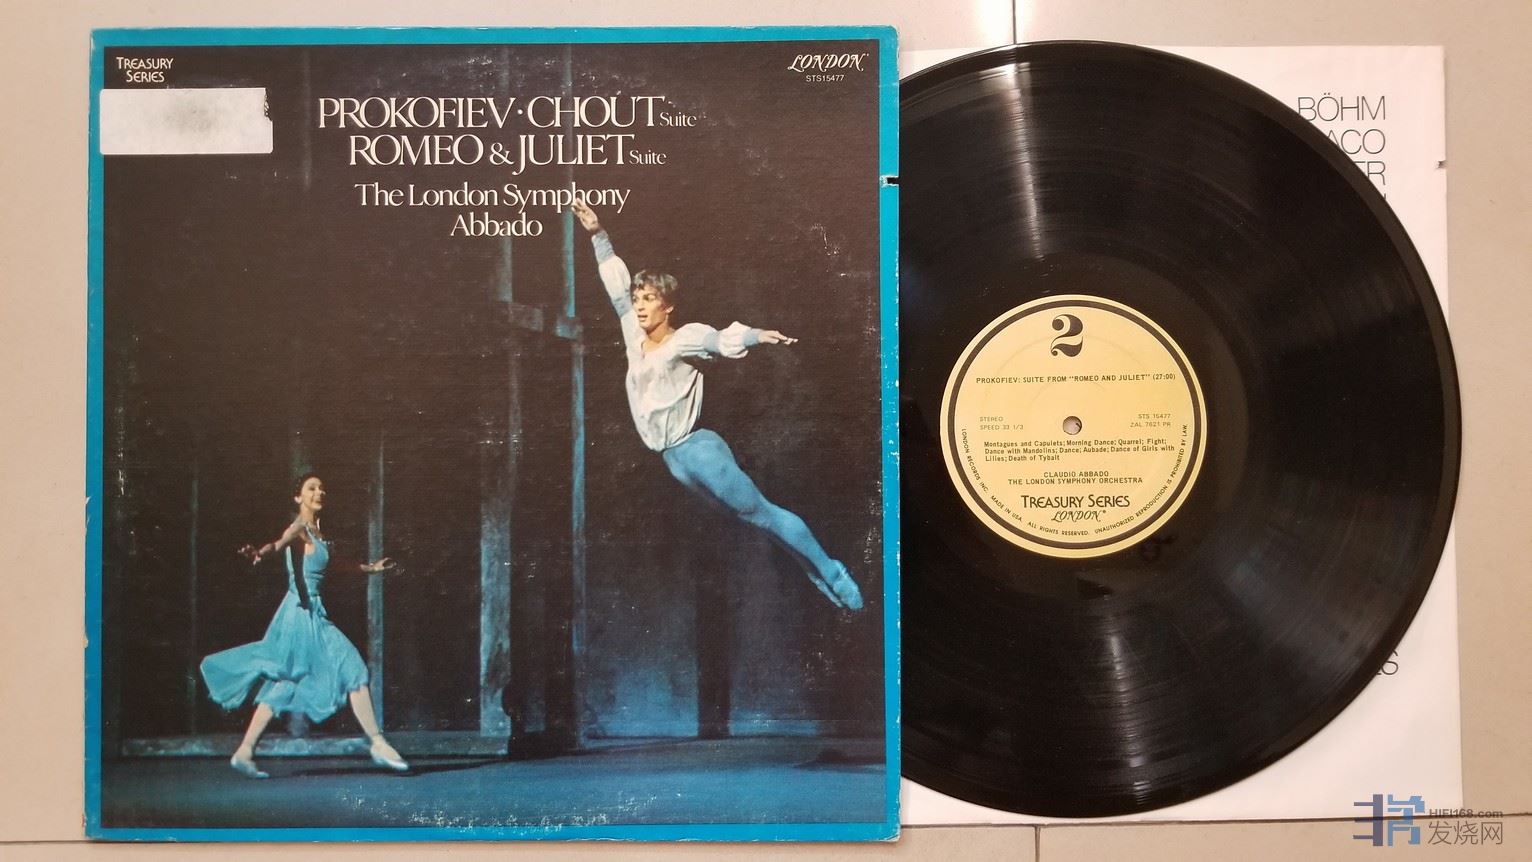 TREASURY
SERIES
LONDON
STS15477
PROKOFIEV · CHOUT Suite
ROMEO & JULIET Suite
The London Symphony
Abbado
BÖHM
2
PROKOFIEV: SUITE FROM "ROMEO AND JULIET" (27:00)
STEREO
SPEED 33 1/3
STS 15477
ZAL 7621 PR
Montagues and Capulets; Morning Dance; Quarrel; Fight;
Dance with Mandolins; Dance; Aubade; Dance of Girls with
Lilies; Death of Tybalt
CLAUDIO ABBADO
THE LONDON SYMPHONY ORCHESTRA
TREASURY SERIES
LONDON®
LONDON RECORDS INC. MADE IN USA ALL RIGHTS RESERVED. UNAUTHORIZED REPRODUCTION IS PROHIBITED BY LAW.
HIFI168.com
发烧网